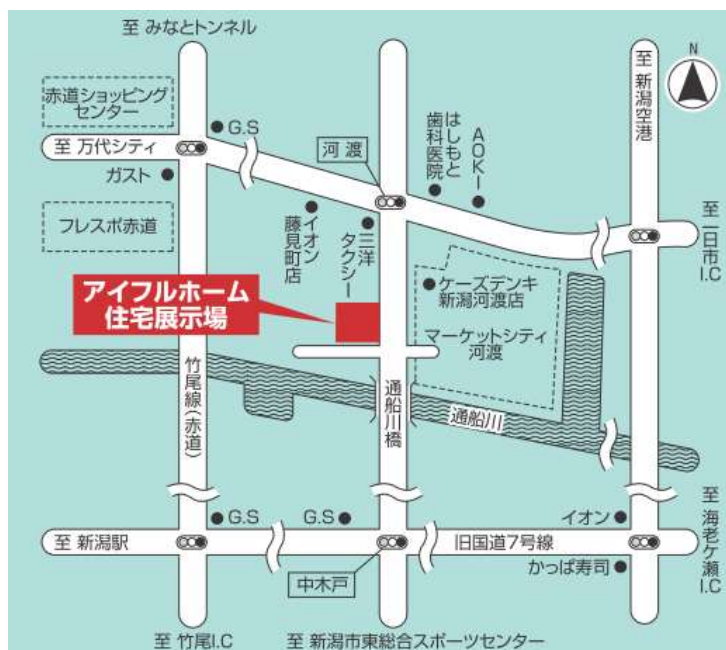 至 みなとトンネル
N
赤道ショッピング
センター
G.S
至 万代シティ
ガスト
フレスポ赤道
河 渡
はしもと
歯科医院
AOKI
至 新潟空港
至 一日市I.C
イオン
藤見町店
三洋
タクシー
アイフルホーム
住宅展示場
ケーズデンキ
新潟河渡店
マーケットシティ
河渡
竹尾線(赤道)
通船川橋
通船川
G.S
G.S
イオン
至 海老ケ瀬I.C
至 新潟駅
旧国道7号線
中木戸
かっぱ寿司
至 竹尾I.C
至 新潟市東総合スポーツセンター